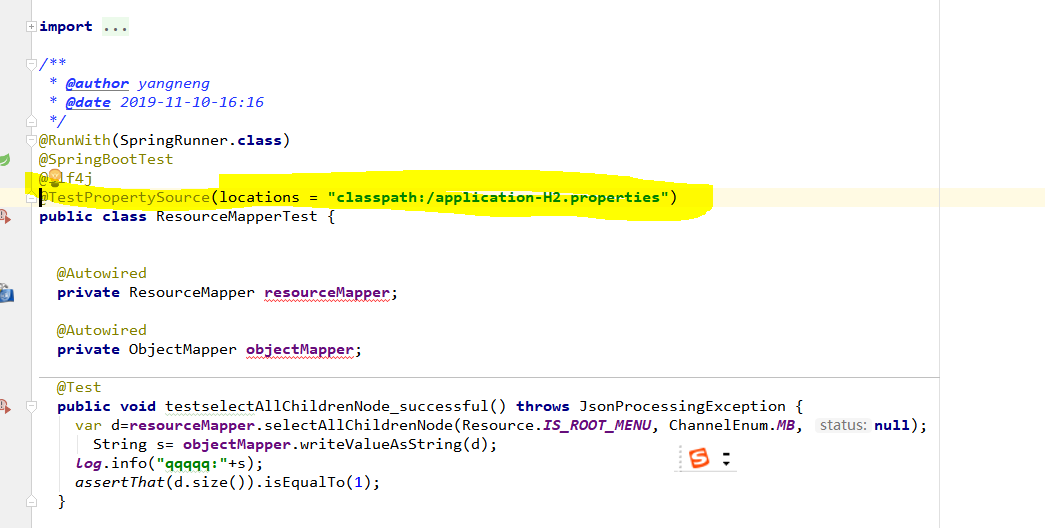 import ...
/**
* @author yangneng
* @date 2019-11-10-16:16
*/
@RunWith(SpringRunner.class)
@SpringBootTest
@lf4j
@TestPropertySource(locations = "classpath:/application-H2.properties")
public class ResourceMapperTest {
@Autowired
private ResourceMapper resourceMapper;
@Autowired
private ObjectMapper objectMapper;
@Test
public void testselectAllChildrenNode_successful() throws JsonProcessingException {
var d=resourceMapper.selectAllChildrenNode(Resource.IS_ROOT_MENU, ChannelEnum.MB, status: null);
String s= objectMapper.writeValueAsString(d);
log.info("qqqqq:"+s);
assertThat(d.size()).isEqualTo(1);
}